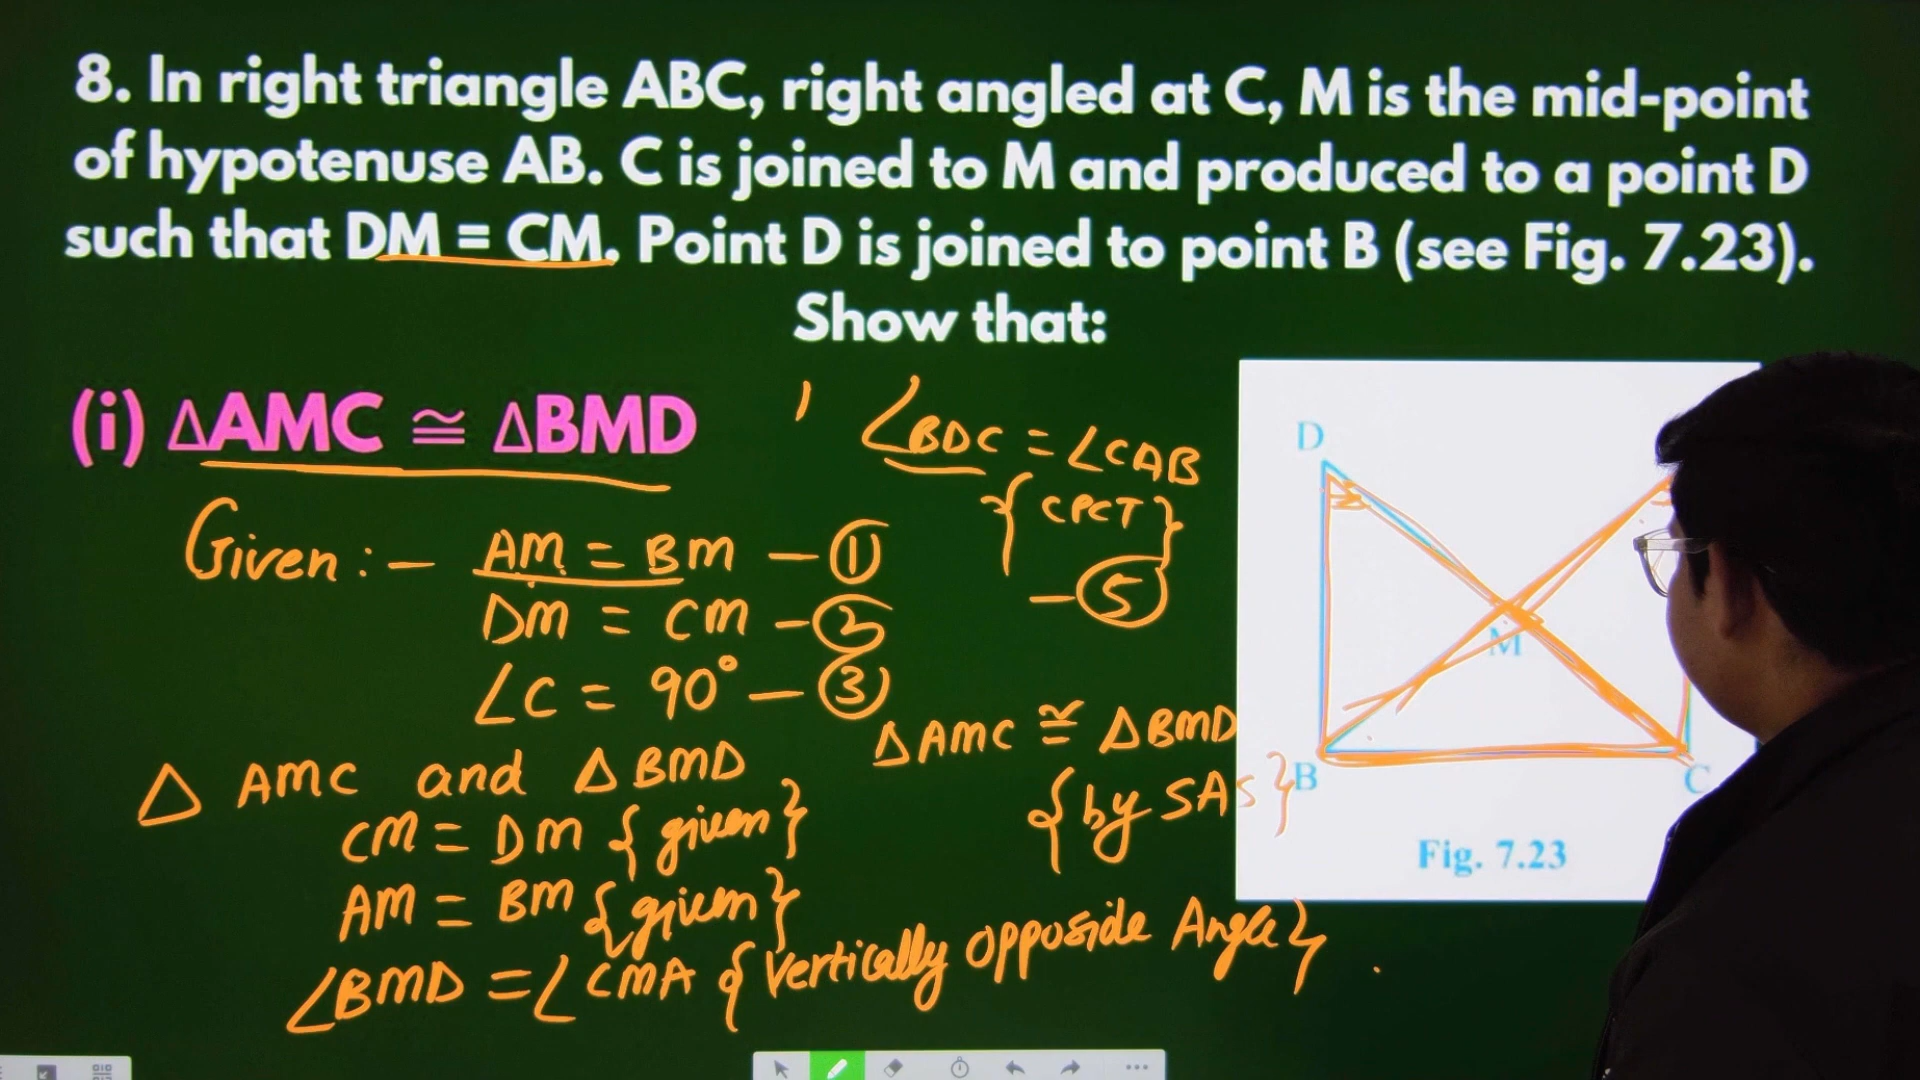 8. In right triangle ABC, right angled at C, M is the mid-point
of hypotenuse AB. C is joined to M and produced to a point D
such that DM = CM. Point D is joined to point B (see Fig. 7.23).
Show that:
(i) ΔAMC ≅ ΔBMD
Given :- AM = BM - ①
DM = CM - ②
∠C = 90° - ③
Δ AMC and Δ BMD
CM = DM {given}
AM = BM {given}
∠BMD = ∠CMA {Vertically opposide Angle}
∠BDC = ∠CAB
{CPCT}
- ⑤
Δ AMC ≅ Δ BMD
{by SAS}
D
M
B
C
Fig. 7.23